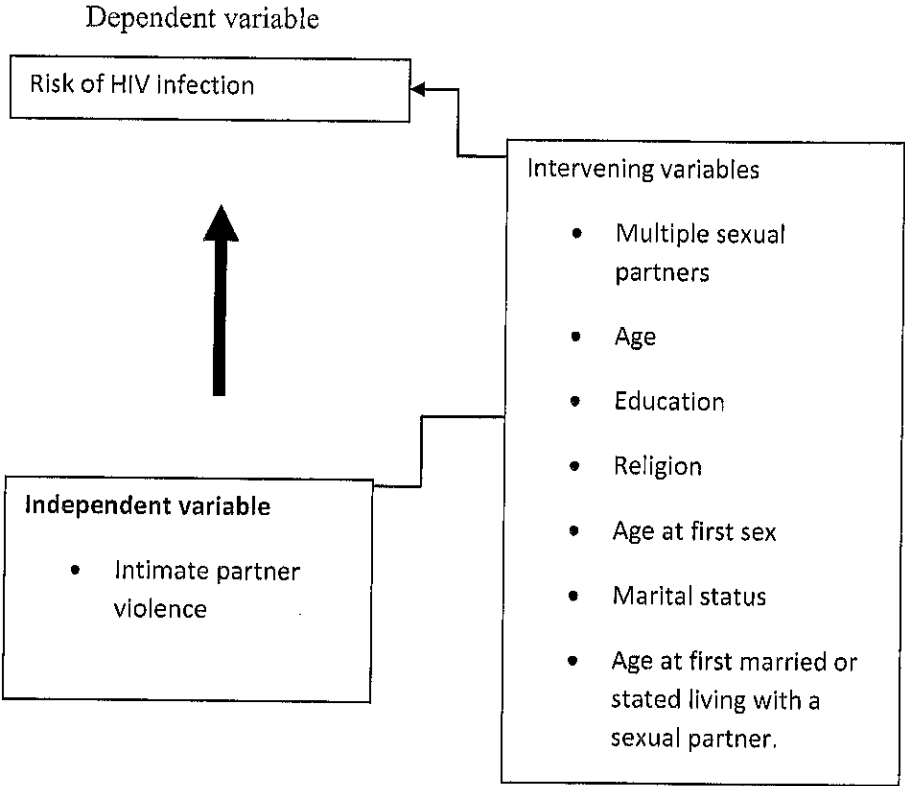 Dependent variable
Risk of HIV infection
Intervening variables
• Multiple sexual
partners
• Age
• Education
• Religion
• Age at first sex
• Marital status
• Age at first married or
stated living with a
sexual partner.
Independent variable
• Intimate partner
violence